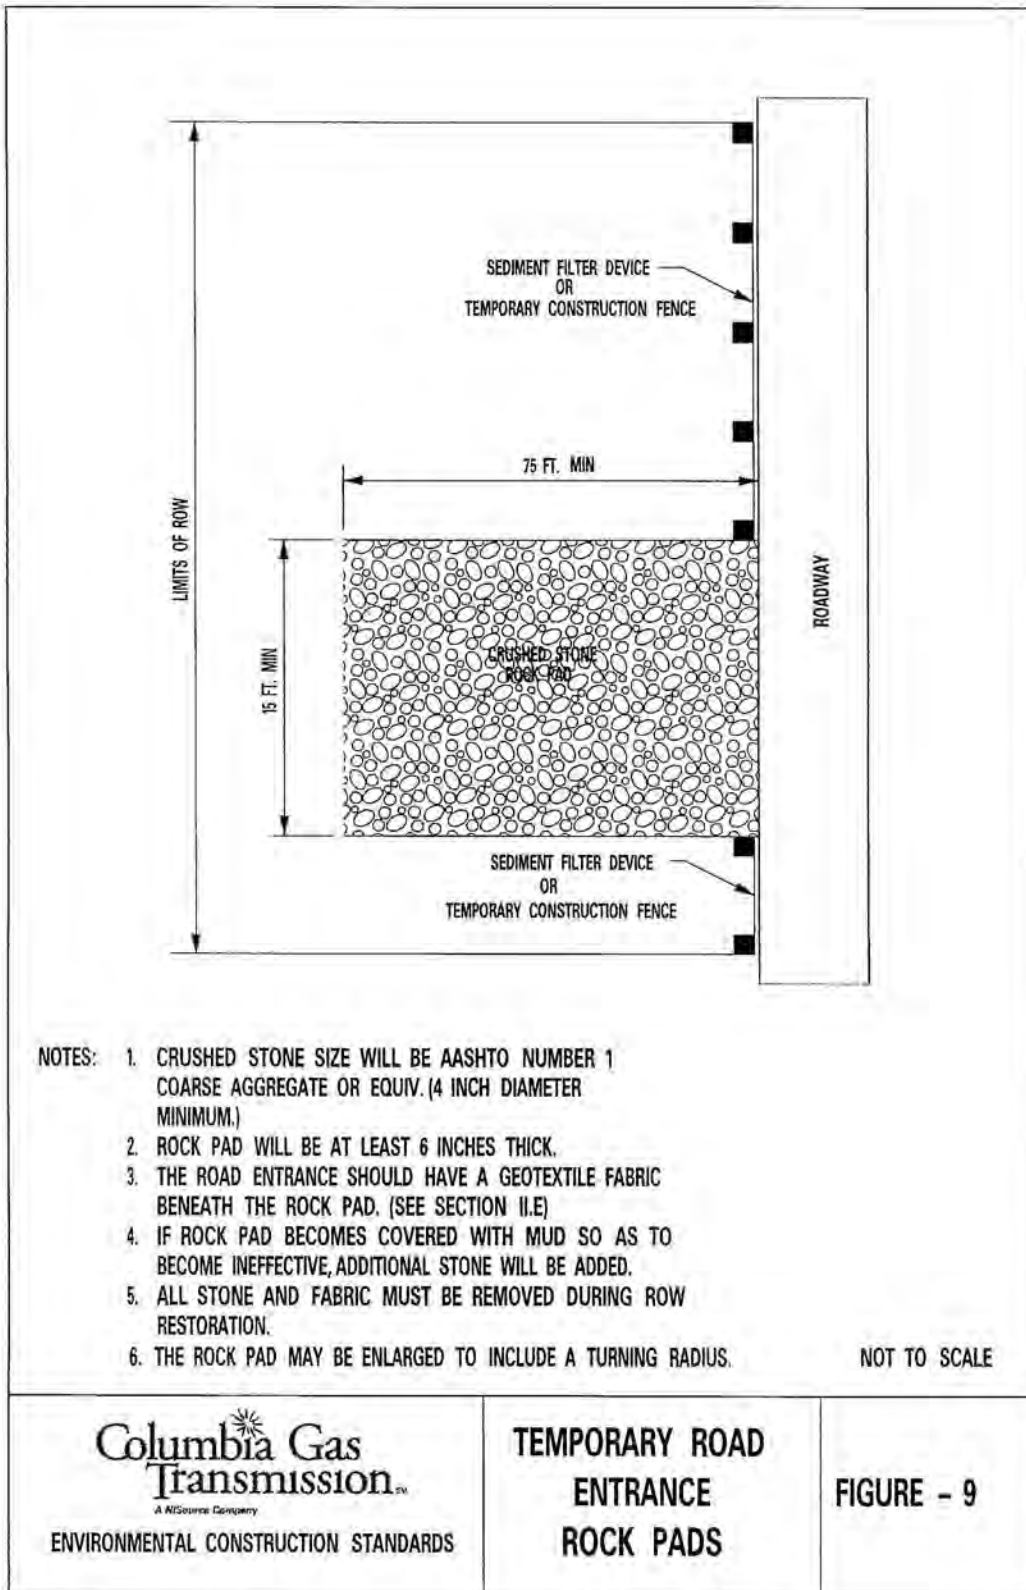 SEDIMENT FILTER DEVICE
OR
TEMPORARY CONSTRUCTION FENCE
75 FT. MIN
LIMITS OF ROW
ROADWAY
15 FT. MIN
CRUSHED STONE
ROCK PAD
SEDIMENT FILTER DEVICE
OR
TEMPORARY CONSTRUCTION FENCE
NOTES: 1. CRUSHED STONE SIZE WILL BE AASHTO NUMBER 1
COARSE AGGREGATE OR EQUIV. (4 INCH DIAMETER
MINIMUM.)
2. ROCK PAD WILL BE AT LEAST 6 INCHES THICK.
3. THE ROAD ENTRANCE SHOULD HAVE A GEOTEXTILE FABRIC
BENEATH THE ROCK PAD. (SEE SECTION II.E)
4. IF ROCK PAD BECOMES COVERED WITH MUD SO AS TO
BECOME INEFFECTIVE, ADDITIONAL STONE WILL BE ADDED.
5. ALL STONE AND FABRIC MUST BE REMOVED DURING ROW
RESTORATION.
6. THE ROCK PAD MAY BE ENLARGED TO INCLUDE A TURNING RADIUS.
NOT TO SCALE
Columbia Gas
Transmission℠
A NiSource Company
ENVIRONMENTAL CONSTRUCTION STANDARDS
TEMPORARY ROAD
ENTRANCE
ROCK PADS
FIGURE - 9